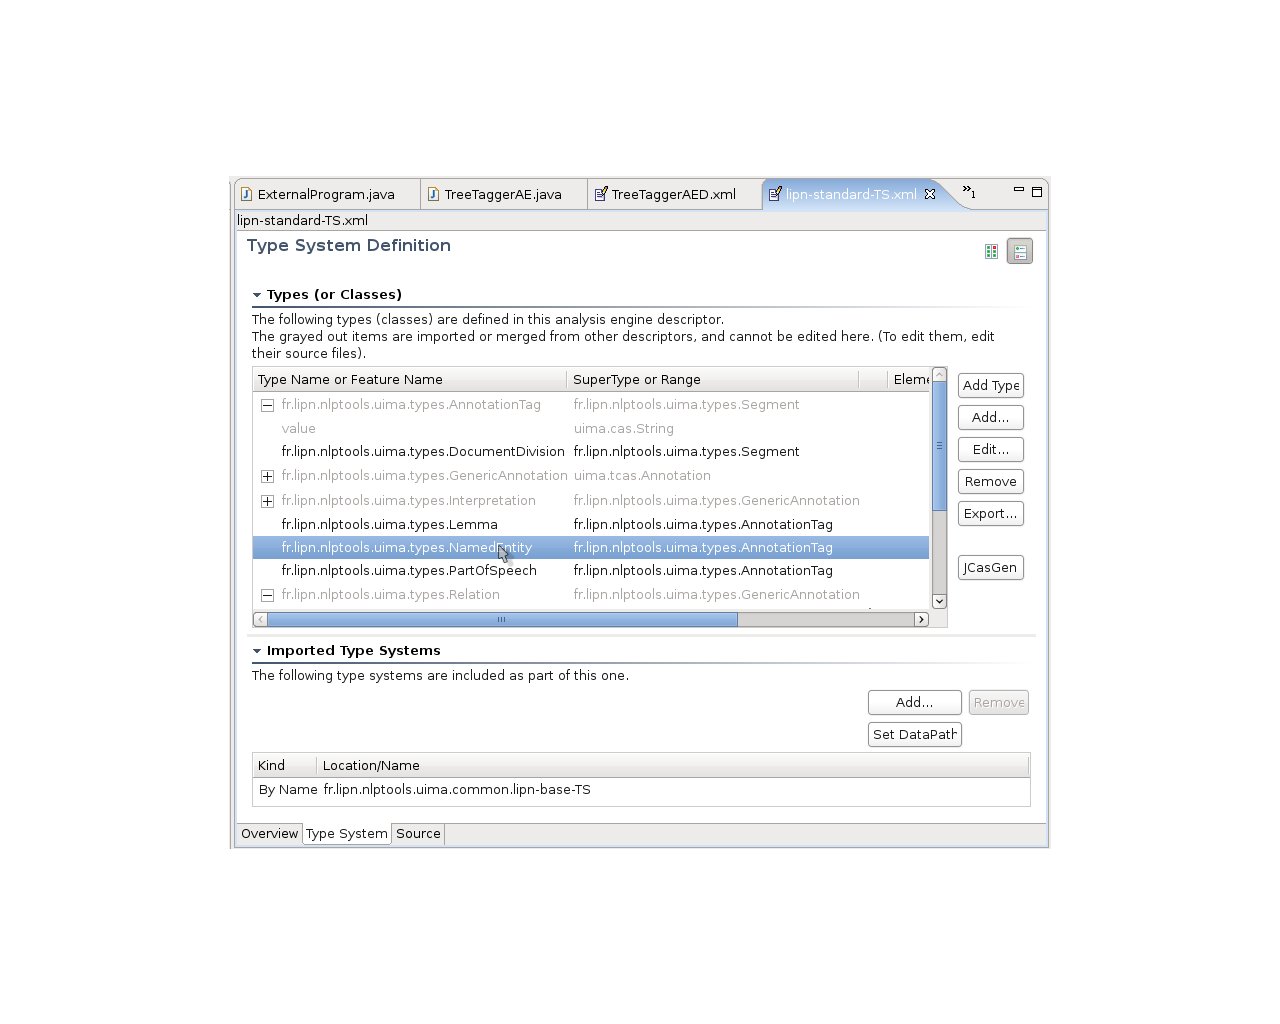 ExternalProgram.java TreeTaggerAE.java TreeTaggerAED.xml lipn-standard-TS.xml »1
lipn-standard-TS.xml
Type System Definition
Types (or Classes)
The following types (classes) are defined in this analysis engine descriptor.
The grayed out items are imported or merged from other descriptors, and cannot be edited here. (To edit them, edit
their source files).
Type Name or Feature Name SuperType or Range Eleme
fr.lipn.nlptools.uima.types.AnnotationTag fr.lipn.nlptools.uima.types.Segment
value uima.cas.String
fr.lipn.nlptools.uima.types.DocumentDivision fr.lipn.nlptools.uima.types.Segment
fr.lipn.nlptools.uima.types.GenericAnnotation uima.tcas.Annotation
fr.lipn.nlptools.uima.types.Interpretation fr.lipn.nlptools.uima.types.GenericAnnotation
fr.lipn.nlptools.uima.types.Lemma fr.lipn.nlptools.uima.types.AnnotationTag
fr.lipn.nlptools.uima.types.NamedEntity fr.lipn.nlptools.uima.types.AnnotationTag
fr.lipn.nlptools.uima.types.PartOfSpeech fr.lipn.nlptools.uima.types.AnnotationTag
fr.lipn.nlptools.uima.types.Relation fr.lipn.nlptools.uima.types.GenericAnnotation
Add Type
Add...
Edit...
Remove
Export...
JCasGen
Imported Type Systems
The following type systems are included as part of this one.
Add... Remove
Set DataPath
Kind Location/Name
By Name fr.lipn.nlptools.uima.common.lipn-base-TS
Overview Type System Source